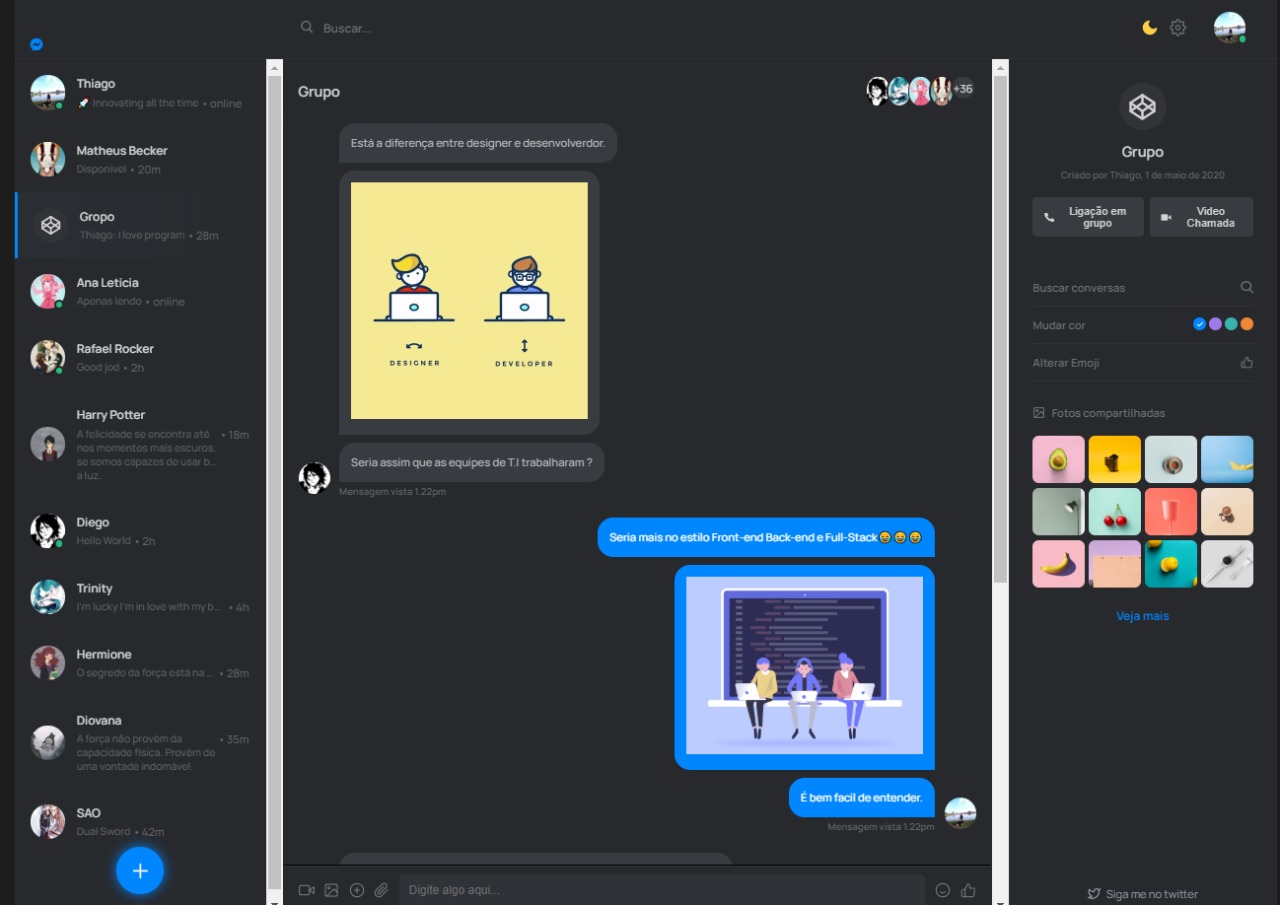 Buscar...
Thiago
🚀 Innovating all the time • online
Matheus Becker
Disponível • 20m
Gropo
Thiago: I love program • 28m
Ana Leticia
Apenas lendo • online
Rafael Rocker
Good jod • 2h
Harry Potter
A felicidade se encontra até • 18m
nos momentos mais escuros,
se somos capazes de usar b...
a luz.
Diego
Hello World • 2h
Trinity
I'm lucky I'm in love with my b... • 4h
Hermione
O segredo da força está na ... • 28m
Diovana
A força não provém da • 35m
capacidade física. Provém de
uma vontade indomável.
SAO
Dual Sword • 42m
+
Grupo
+36
Está a diferença entre designer e desenvolverdor.
DESIGNER
DEVELOPER
Seria assim que as equipes de T.I trabalharam ?
Mensagem vista 1.22pm
Seria mais no estilo Front-end Back-end e Full-Stack😄😄😄
É bem facil de entender.
Mensagem vista 1.22pm
Digite algo aqui...
Grupo
Criado por Thiago, 1 de maio de 2020
Ligação em
grupo
Video
Chamada
Buscar conversas
Mudar cor
Alterar Emoji
Fotos compartilhadas
Veja mais
Siga me no twitter